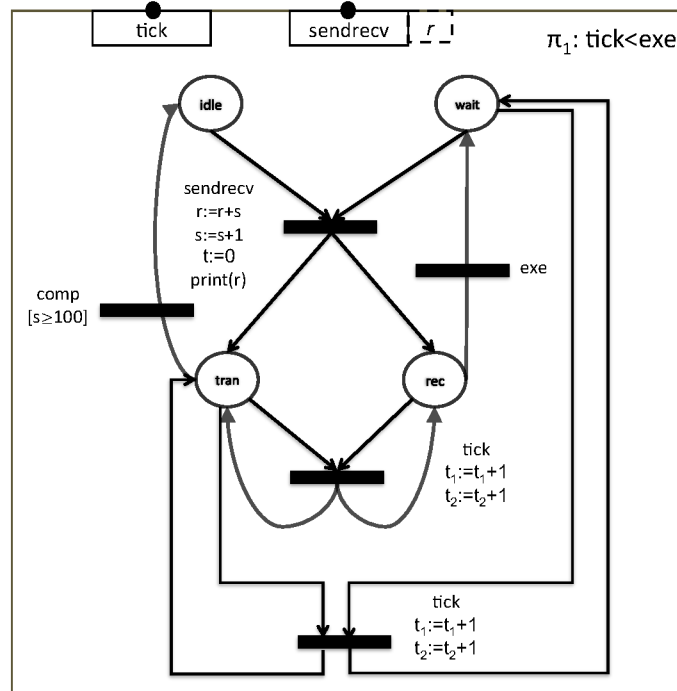 tick
sendrecv
r
π₁: tick<exe
idle
wait
sendrecv
r:=r+s
s:=s+1
t:=0
print(r)
exe
comp
[s≥100]
tran
rec
tick
t₁:=t₁+1
t₂:=t₂+1
tick
t₁:=t₁+1
t₂:=t₂+1